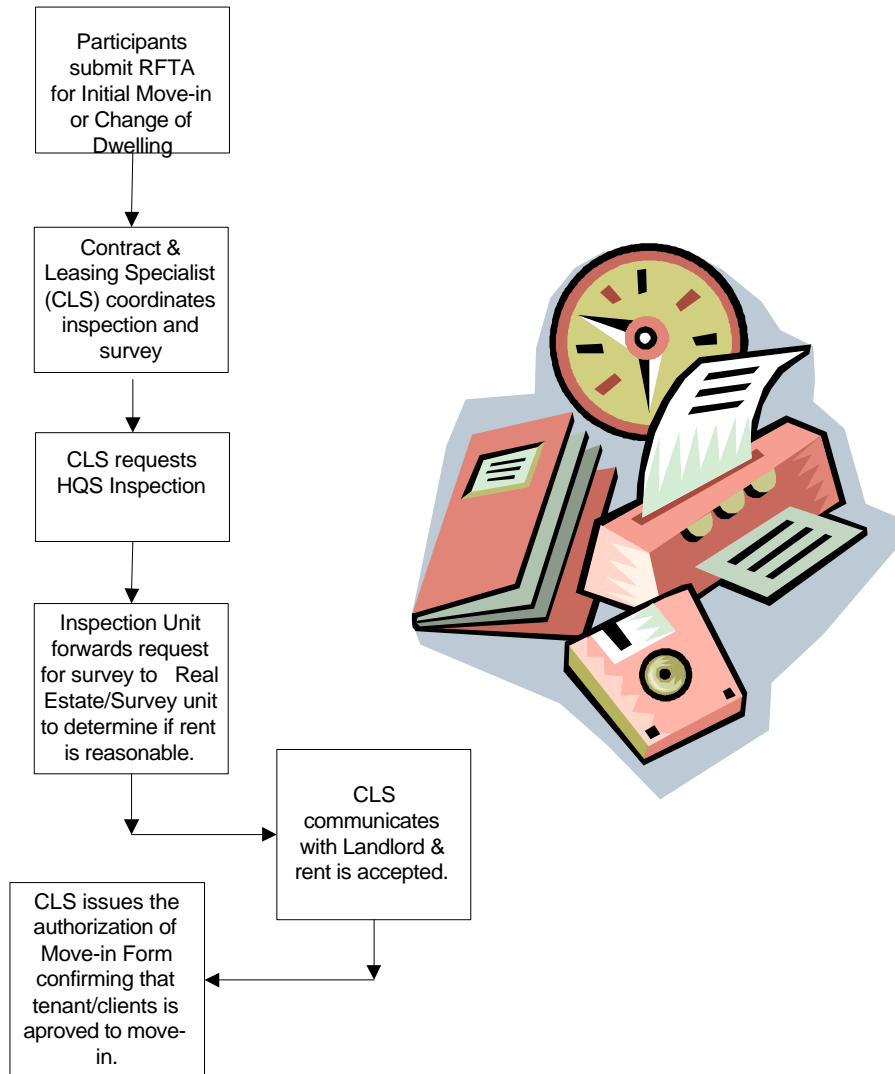 Participants
submit RFTA
for Initial Move-in
or Change of
Dwelling
Contract &
Leasing Specialist
(CLS) coordinates
inspection and
survey
CLS requests
HQS Inspection
Inspection Unit
forwards request
for survey to Real
Estate/Survey unit
to determine if rent
is reasonable.
CLS
communicates
with Landlord &
rent is accepted.
CLS issues the
authorization of
Move-in Form
confirming that
tenant/clients is
aproved to move-
in.